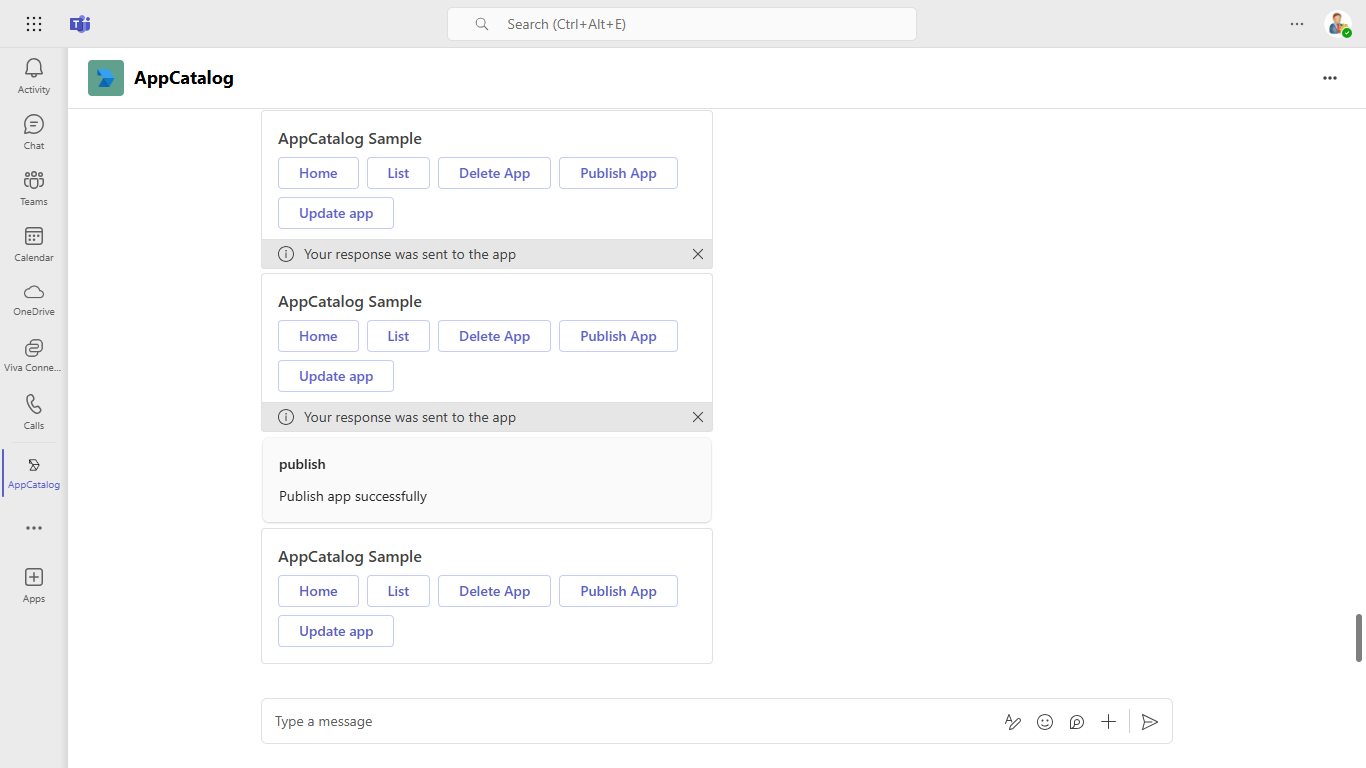 Search (Ctrl+Alt+E)
Activity
Chat
Teams
Calendar
OneDrive
Viva Conne...
Calls
AppCatalog
Apps
AppCatalog
AppCatalog Sample
Home List Delete App Publish App
Update app
Your response was sent to the app
AppCatalog Sample
Home List Delete App Publish App
Update app
Your response was sent to the app
publish
Publish app successfully
AppCatalog Sample
Home List Delete App Publish App
Update app
Type a message